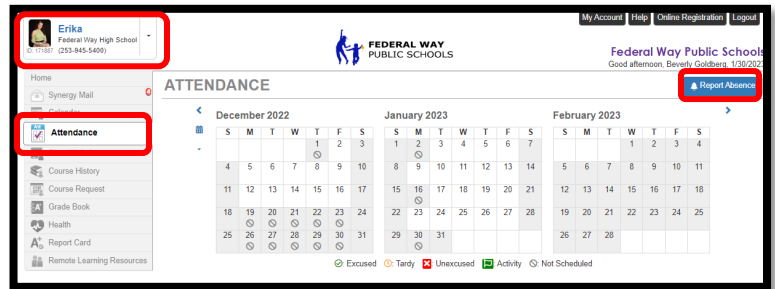 My Account Help Online Registration Logout
Erika
Federal Way High School
ID: 171887 (253-945-5400)
FEDERAL WAY
PUBLIC SCHOOLS
Federal Way Public Schools
Good afternoon, Beverly Goldberg, 1/30/2023
Home
Synergy Mail
Calendar
Attendance
Course History
Course Request
Grade Book
Health
Report Card
Remote Learning Resources
ATTENDANCE
Report Absence
December 2022
S M T W T F S
1 2 3
4 5 6 7 8 9 10
11 12 13 14 15 16 17
18 19 20 21 22 23 24
25 26 27 28 29 30 31
January 2023
S M T W T F S
1 2 3 4 5 6 7
8 9 10 11 12 13 14
15 16 17 18 19 20 21
22 23 24 25 26 27 28
29 30 31
February 2023
S M T W T F S
1 2 3 4
5 6 7 8 9 10 11
12 13 14 15 16 17 18
19 20 21 22 23 24 25
26 27 28
: Excused : Tardy : Unexcused : Activity : Not Scheduled